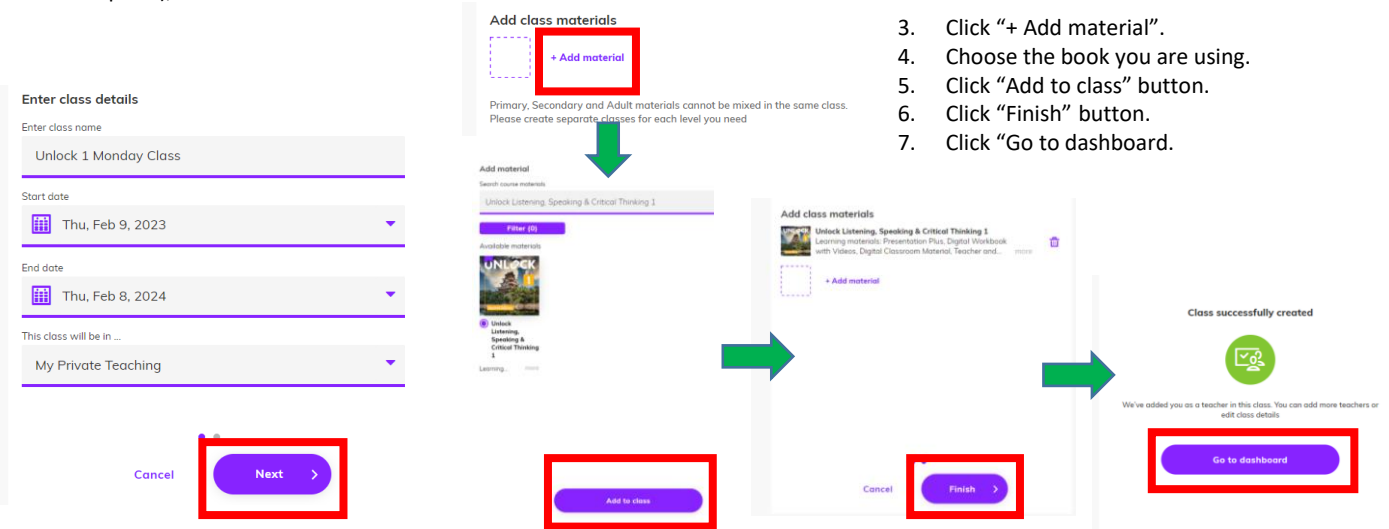 Enter class details
Enter class name
Unlock 1 Monday Class
Start date
Thu, Feb 9, 2023
End date
Thu, Feb 8, 2024
This class will be in ...
My Private Teaching
Cancel
Next
Add class materials
+ Add material
Primary, Secondary and Adult materials cannot be mixed in the same class.
Please create separate classes for each level you need
Add material
Search course materials
Unlock Listening, Speaking & Critical Thinking 1
Filter (0)
Available materials
UNLOCK
1
Unlock
Listening,
Speaking &
Critical Thinking
1
Learning... more
Add to class
3. Click “+ Add material”.
4. Choose the book you are using.
5. Click “Add to class” button.
6. Click “Finish” button.
7. Click “Go to dashboard.
Add class materials
UNLOCK
Unlock Listening, Speaking & Critical Thinking 1
Learning materials: Presentation Plus, Digital Workbook
with Videos, Digital Classroom Material, Teacher and... more
+ Add material
Cancel
Finish
Class successfully created
We've added you as a teacher in this class. You can add more teachers or
edit class details
Go to dashboard